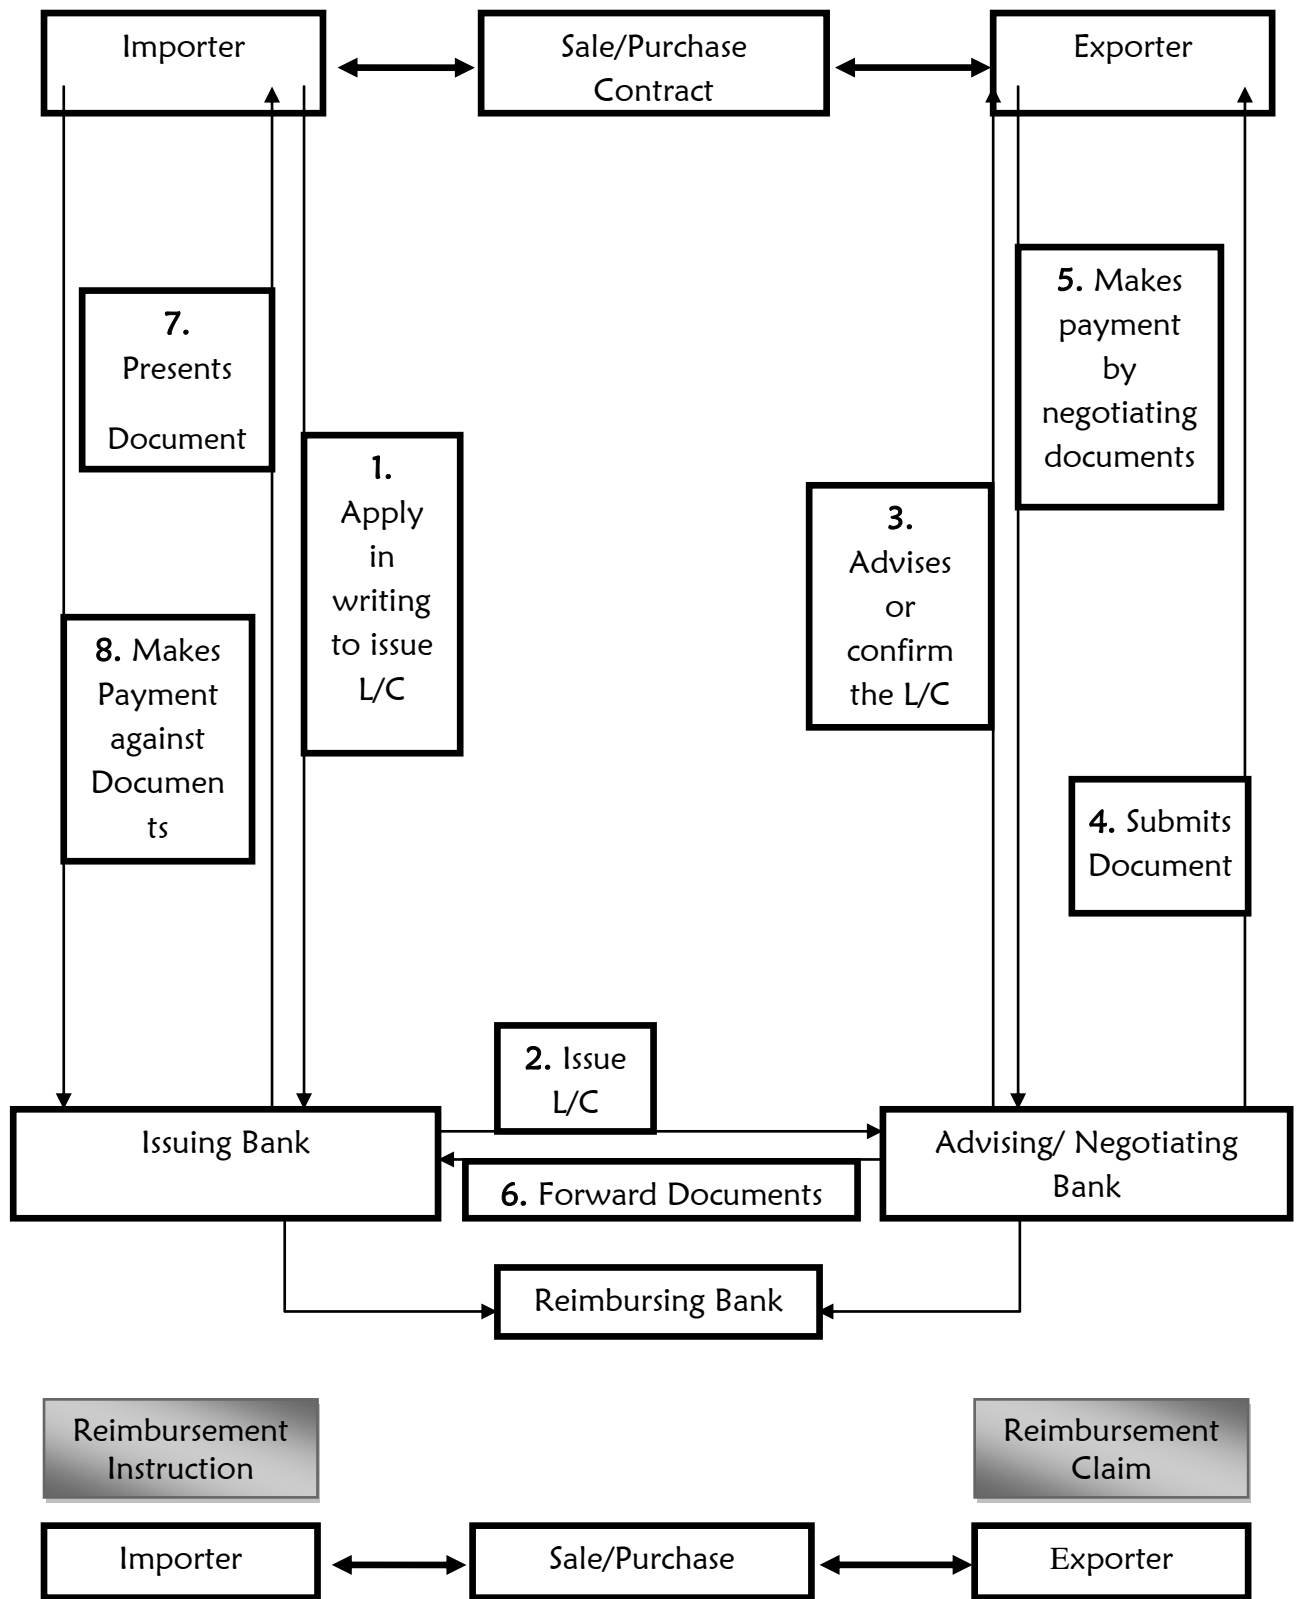 Importer
Sale/Purchase
Contract
Exporter
7.
Presents
Document
5. Makes
payment
by
negotiating
documents
1.
Apply
in
writing
to issue
L/C
3.
Advises
or
confirm
the L/C
8. Makes
Payment
against
Documen
ts
4. Submits
Document
2. Issue
L/C
Issuing Bank
Advising/ Negotiating
Bank
6. Forward Documents
Reimbursing Bank
Reimbursement
Instruction
Reimbursement
Claim
Importer
Sale/Purchase
Exporter